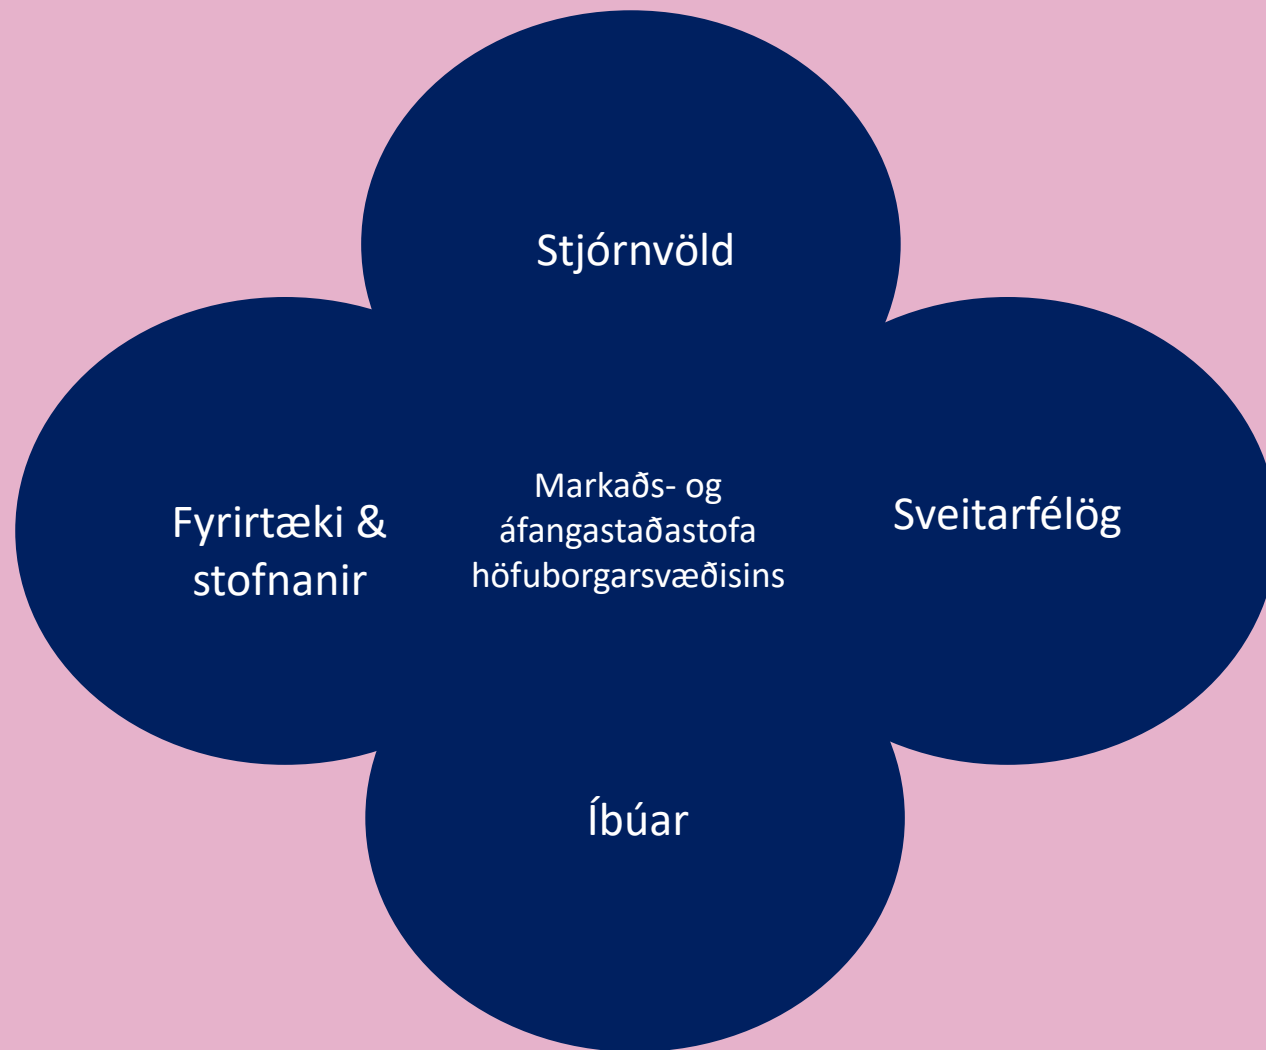 Stjórnvöld
Fyrirtæki &
stofnanir
Markaðs- og
áfangastaðastofa
höfuborgarsvæðisins
Sveitarfélög
Íbúar